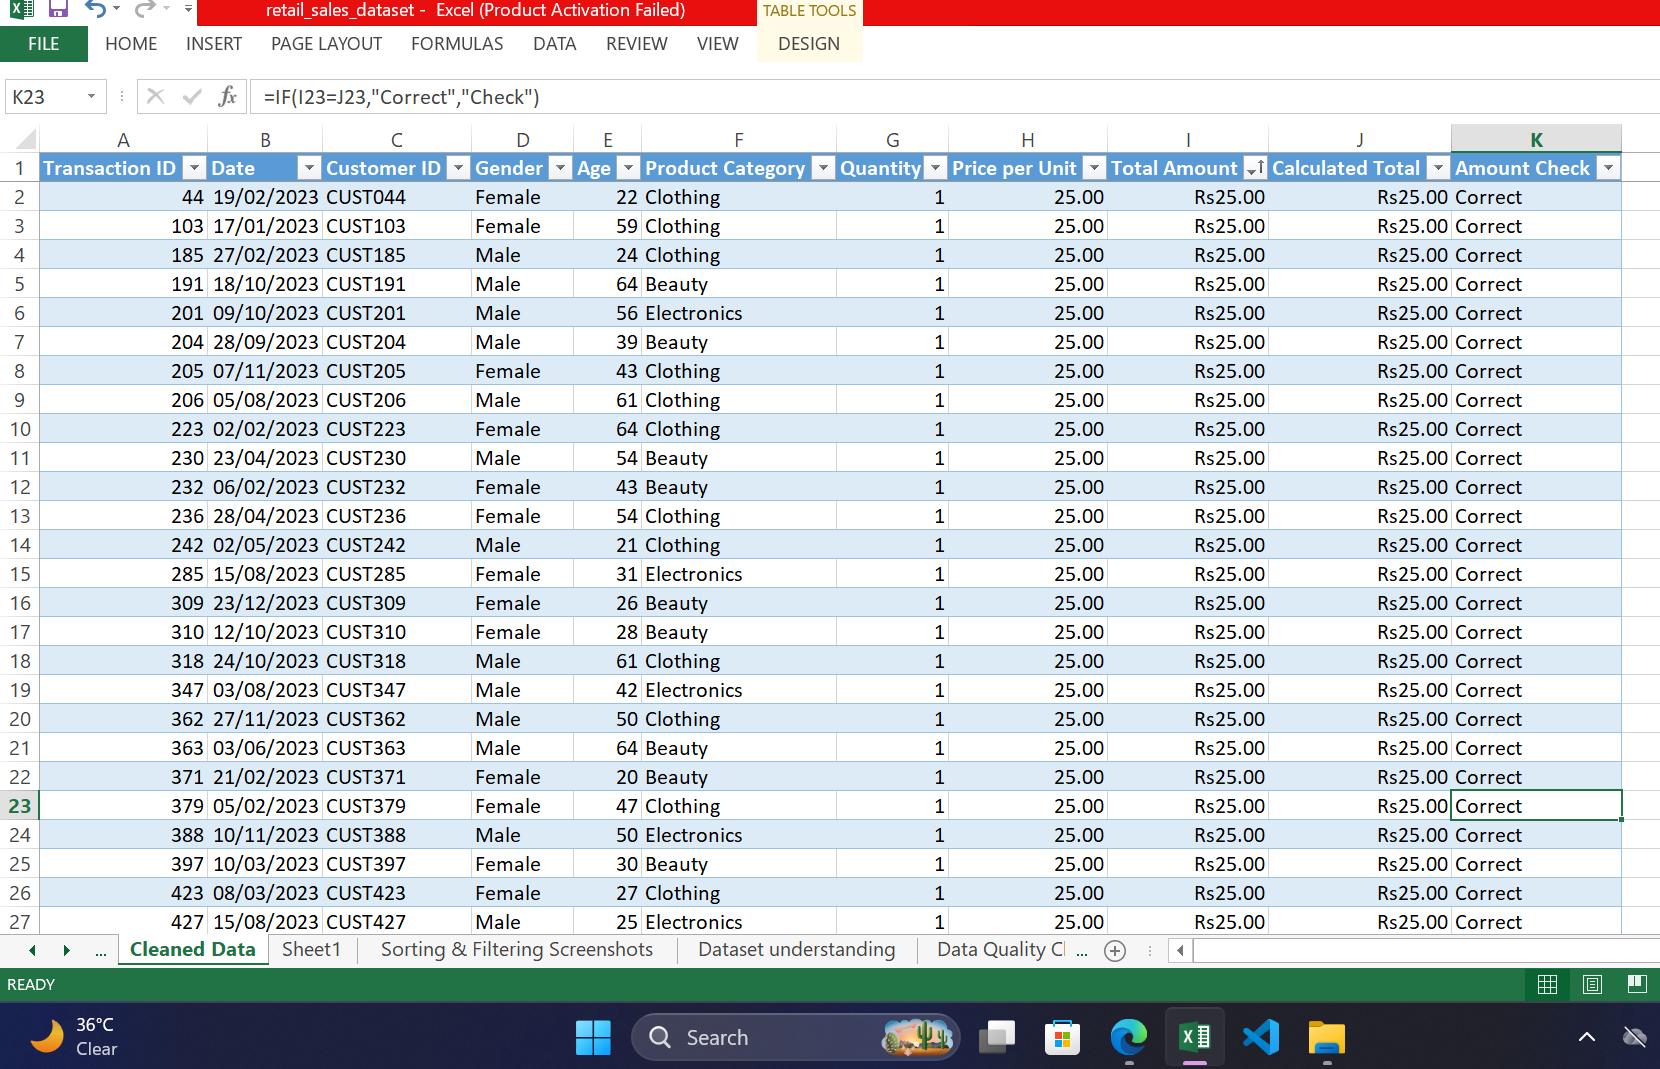 retail_sales_dataset - Excel (Product Activation Failed) TABLE TOOLS
FILE HOME INSERT PAGE LAYOUT FORMULAS DATA REVIEW VIEW DESIGN
K23 fx =IF(I23=J23,"Correct","Check")
A B C D E F G H I J K
1 Transaction ID Date Customer ID Gender Age Product Category Quantity Price per Unit Total Amount Calculated Total Amount Check
2 44 19/02/2023 CUST044 Female 22 Clothing 1 25.00 Rs25.00 Rs25.00 Correct
3 103 17/01/2023 CUST103 Female 59 Clothing 1 25.00 Rs25.00 Rs25.00 Correct
4 185 27/02/2023 CUST185 Male 24 Clothing 1 25.00 Rs25.00 Rs25.00 Correct
5 191 18/10/2023 CUST191 Male 64 Beauty 1 25.00 Rs25.00 Rs25.00 Correct
6 201 09/10/2023 CUST201 Male 56 Electronics 1 25.00 Rs25.00 Rs25.00 Correct
7 204 28/09/2023 CUST204 Male 39 Beauty 1 25.00 Rs25.00 Rs25.00 Correct
8 205 07/11/2023 CUST205 Female 43 Clothing 1 25.00 Rs25.00 Rs25.00 Correct
9 206 05/08/2023 CUST206 Male 61 Clothing 1 25.00 Rs25.00 Rs25.00 Correct
10 223 02/02/2023 CUST223 Female 64 Clothing 1 25.00 Rs25.00 Rs25.00 Correct
11 230 23/04/2023 CUST230 Male 54 Beauty 1 25.00 Rs25.00 Rs25.00 Correct
12 232 06/02/2023 CUST232 Female 43 Beauty 1 25.00 Rs25.00 Rs25.00 Correct
13 236 28/04/2023 CUST236 Female 54 Clothing 1 25.00 Rs25.00 Rs25.00 Correct
14 242 02/05/2023 CUST242 Male 21 Clothing 1 25.00 Rs25.00 Rs25.00 Correct
15 285 15/08/2023 CUST285 Female 31 Electronics 1 25.00 Rs25.00 Rs25.00 Correct
16 309 23/12/2023 CUST309 Female 26 Beauty 1 25.00 Rs25.00 Rs25.00 Correct
17 310 12/10/2023 CUST310 Female 28 Beauty 1 25.00 Rs25.00 Rs25.00 Correct
18 318 24/10/2023 CUST318 Male 61 Clothing 1 25.00 Rs25.00 Rs25.00 Correct
19 347 03/08/2023 CUST347 Male 42 Electronics 1 25.00 Rs25.00 Rs25.00 Correct
20 362 27/11/2023 CUST362 Male 50 Clothing 1 25.00 Rs25.00 Rs25.00 Correct
21 363 03/06/2023 CUST363 Male 64 Beauty 1 25.00 Rs25.00 Rs25.00 Correct
22 371 21/02/2023 CUST371 Female 20 Beauty 1 25.00 Rs25.00 Rs25.00 Correct
23 379 05/02/2023 CUST379 Female 47 Clothing 1 25.00 Rs25.00 Rs25.00 Correct
24 388 10/11/2023 CUST388 Male 50 Electronics 1 25.00 Rs25.00 Rs25.00 Correct
25 397 10/03/2023 CUST397 Female 30 Beauty 1 25.00 Rs25.00 Rs25.00 Correct
26 423 08/03/2023 CUST423 Female 27 Clothing 1 25.00 Rs25.00 Rs25.00 Correct
27 427 15/08/2023 CUST427 Male 25 Electronics 1 25.00 Rs25.00 Rs25.00 Correct
... Cleaned Data Sheet1 Sorting & Filtering Screenshots Dataset understanding Data Quality Cl ...
READY
36°C
Clear
Search